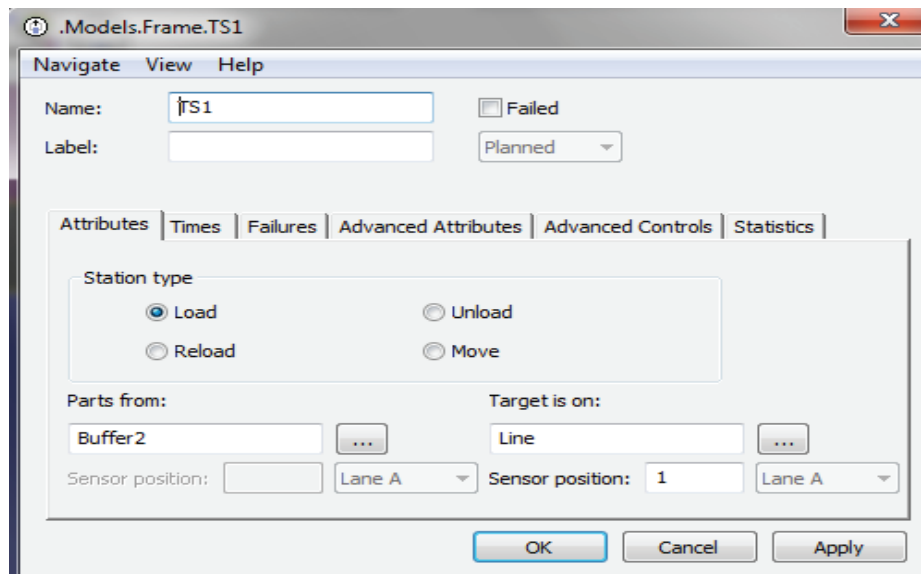 .Models.Frame.TS1
Navigate View Help
Name: TS1 Failed
Label: Planned
Attributes Times Failures Advanced Attributes Advanced Controls Statistics
Station type
Load Unload
Reload Move
Parts from: Target is on:
Buffer2 ... Line ...
Sensor position: Lane A Sensor position: 1 Lane A
OK Cancel Apply